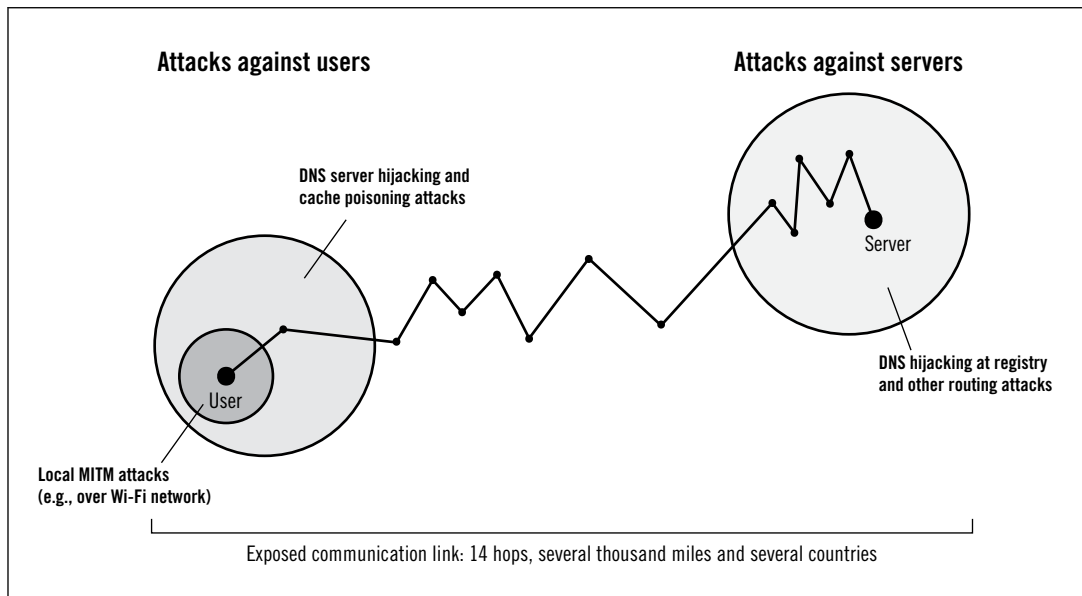 Attacks against users
Attacks against servers
DNS server hijacking and
cache poisoning attacks
Server
User
DNS hijacking at registry
and other routing attacks
Local MITM attacks
(e.g., over Wi-Fi network)
Exposed communication link: 14 hops, several thousand miles and several countries